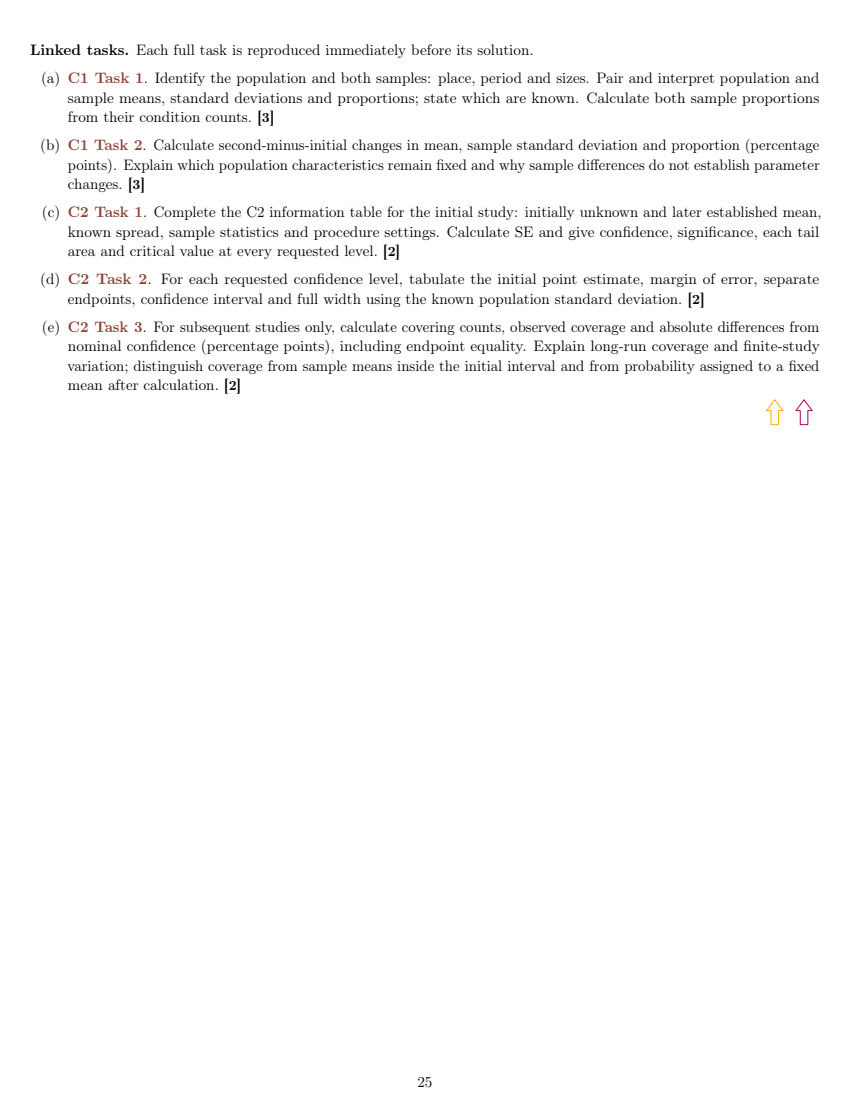 Linked tasks. Each full task is reproduced immediately before its solution.
(a) C1 Task 1. Identify the population and both samples: place, period and sizes. Pair and interpret population and
sample means, standard deviations and proportions; state which are known. Calculate both sample proportions
from their condition counts. [3]
(b) C1 Task 2. Calculate second-minus-initial changes in mean, sample standard deviation and proportion (percentage
points). Explain which population characteristics remain fixed and why sample differences do not establish parameter
changes. [3]
(c) C2 Task 1. Complete the C2 information table for the initial study: initially unknown and later established mean,
known spread, sample statistics and procedure settings. Calculate SE and give confidence, significance, each tail
area and critical value at every requested level. [2]
(d) C2 Task 2. For each requested confidence level, tabulate the initial point estimate, margin of error, separate
endpoints, confidence interval and full width using the known population standard deviation. [2]
(e) C2 Task 3. For subsequent studies only, calculate covering counts, observed coverage and absolute differences from
nominal confidence (percentage points), including endpoint equality. Explain long-run coverage and finite-study
variation; distinguish coverage from sample means inside the initial interval and from probability assigned to a fixed
mean after calculation. [2]
25